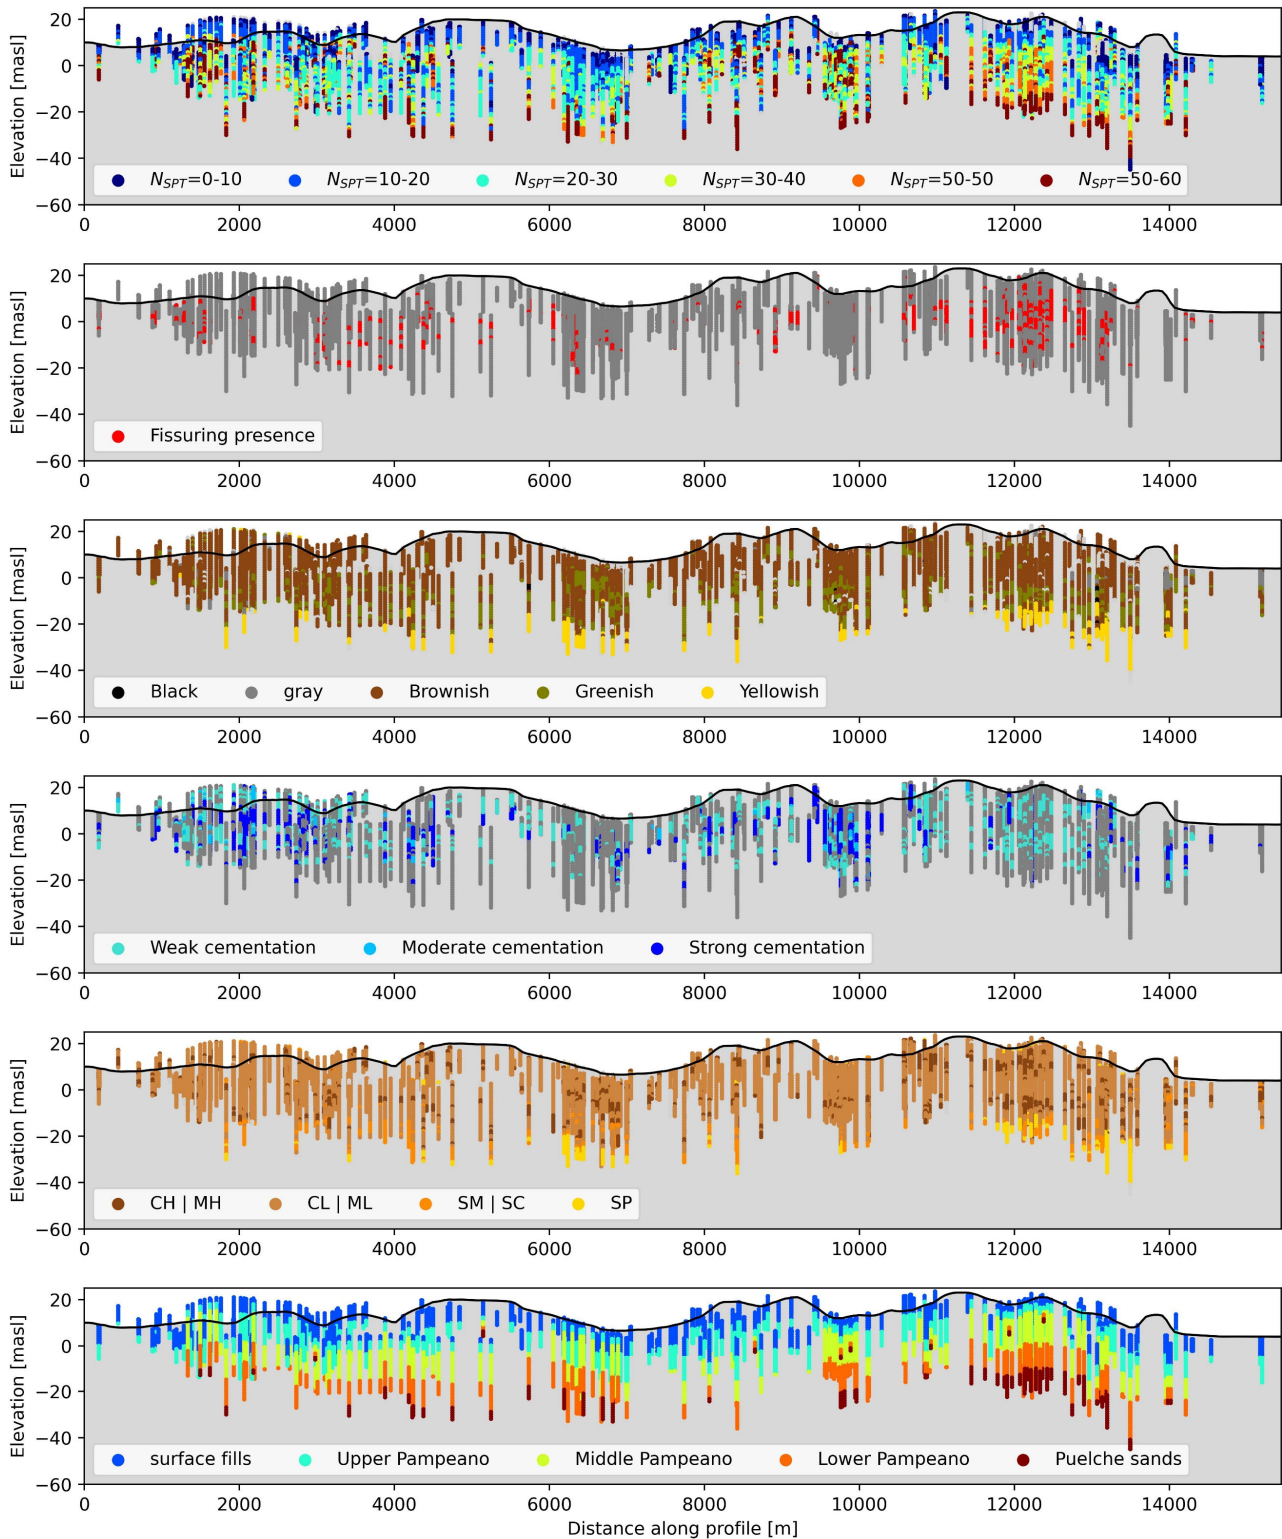 20
0
−20
−40
−60
Elevation [masl]
N_SPT=0-10 N_SPT=10-20 N_SPT=20-30 N_SPT=30-40 N_SPT=50-50 N_SPT=50-60
0 2000 4000 6000 8000 10000 12000 14000
20
0
−20
−40
−60
Elevation [masl]
Fissuring presence
0 2000 4000 6000 8000 10000 12000 14000
20
0
−20
−40
−60
Elevation [masl]
Black gray Brownish Greenish Yellowish
0 2000 4000 6000 8000 10000 12000 14000
20
0
−20
−40
−60
Elevation [masl]
Weak cementation Moderate cementation Strong cementation
0 2000 4000 6000 8000 10000 12000 14000
20
0
−20
−40
−60
Elevation [masl]
CH | MH CL | ML SM | SC SP
0 2000 4000 6000 8000 10000 12000 14000
20
0
−20
−40
−60
Elevation [masl]
surface fills Upper Pampeano Middle Pampeano Lower Pampeano Puelche sands
0 2000 4000 6000 8000 10000 12000 14000
Distance along profile [m]